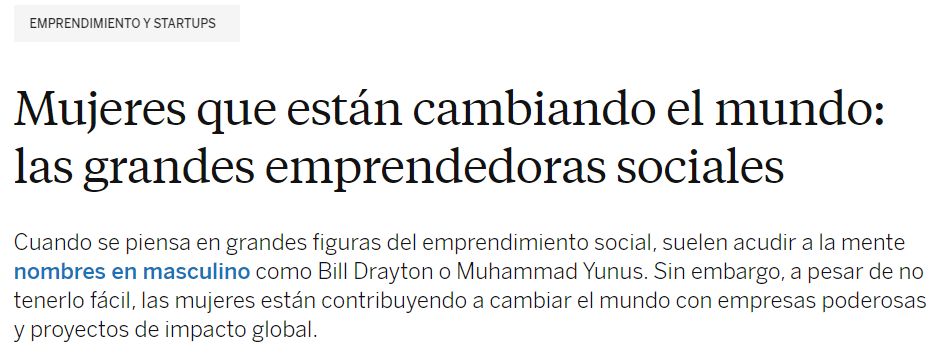 EMPRENDIMIENTO Y STARTUPS
Mujeres que están cambiando el mundo:
las grandes emprendedoras sociales
Cuando se piensa en grandes figuras del emprendimiento social, suelen acudir a la mente
nombres en masculino como Bill Drayton o Muhammad Yunus. Sin embargo, a pesar de no
tenerlo fácil, las mujeres están contribuyendo a cambiar el mundo con empresas poderosas
y proyectos de impacto global.